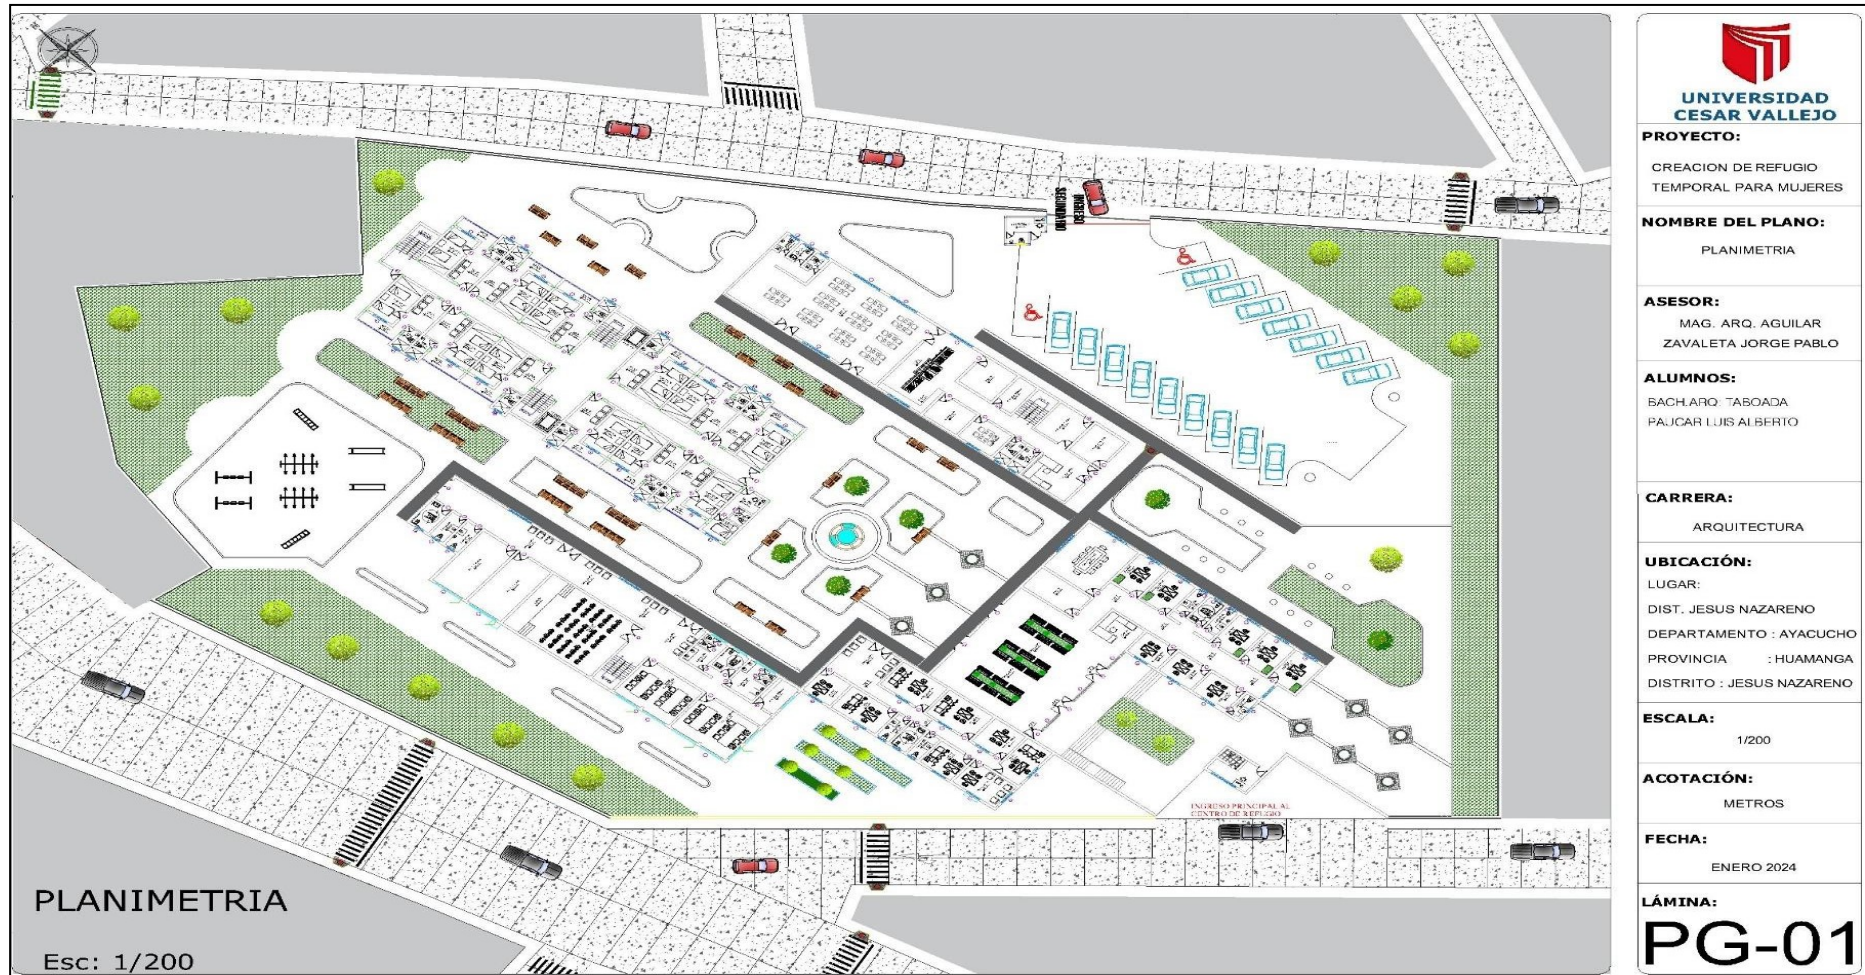 INGRESO
SECUNDARIO
INGRESO PRINCIPAL AL
CENTRO DE REFUGIO
PLANIMETRIA
Esc: 1/200
UNIVERSIDAD
CESAR VALLEJO
PROYECTO:
CREACION DE REFUGIO
TEMPORAL PARA MUJERES
NOMBRE DEL PLANO:
PLANIMETRIA
ASESOR:
MAG. ARQ. AGUILAR
ZAVALETA JORGE PABLO
ALUMNOS:
BACH.ARQ: TABOADA
PAUCAR LUIS ALBERTO
CARRERA:
ARQUITECTURA
UBICACIÓN:
LUGAR:
DIST. JESUS NAZARENO
DEPARTAMENTO : AYACUCHO
PROVINCIA : HUAMANGA
DISTRITO : JESUS NAZARENO
ESCALA:
1/200
ACOTACIÓN:
METROS
FECHA:
ENERO 2024
LÁMINA:
PG-01